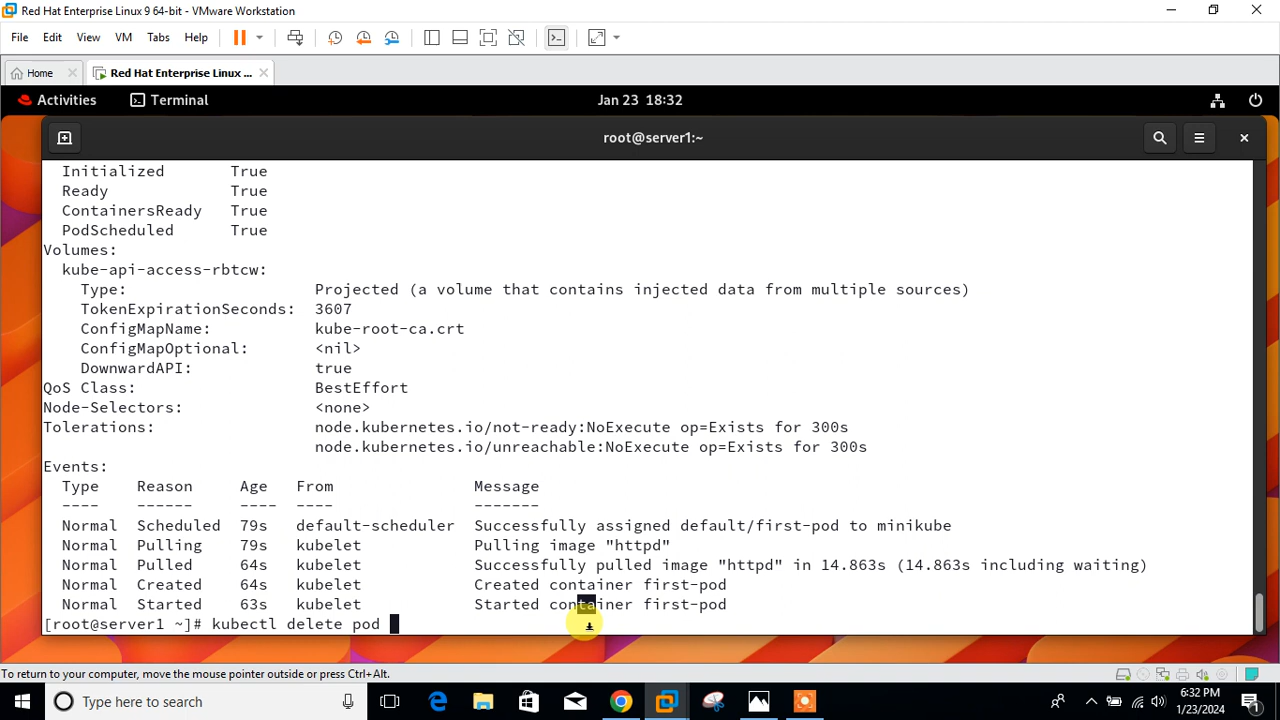 Red Hat Enterprise Linux 9 64-bit - VMware Workstation
File Edit View VM Tabs Help
Home Red Hat Enterprise Linux ...
Activities Terminal Jan 23 18:32
root@server1:~
Initialized True
Ready True
ContainersReady True
PodScheduled True
Volumes:
kube-api-access-rbtcw:
Type: Projected (a volume that contains injected data from multiple sources)
TokenExpirationSeconds: 3607
ConfigMapName: kube-root-ca.crt
ConfigMapOptional: <nil>
DownwardAPI: true
QoS Class: BestEffort
Node-Selectors: <none>
Tolerations: node.kubernetes.io/not-ready:NoExecute op=Exists for 300s
node.kubernetes.io/unreachable:NoExecute op=Exists for 300s
Events:
Type Reason Age From Message
---- ------ ---- ---- -------
Normal Scheduled 79s default-scheduler Successfully assigned default/first-pod to minikube
Normal Pulling 79s kubelet Pulling image "httpd"
Normal Pulled 64s kubelet Successfully pulled image "httpd" in 14.863s (14.863s including waiting)
Normal Created 64s kubelet Created container first-pod
Normal Started 63s kubelet Started container first-pod
[root@server1 ~]# kubectl delete pod
To return to your computer, move the mouse pointer outside or press Ctrl+Alt.
Type here to search
6:32 PM
1/23/2024
1